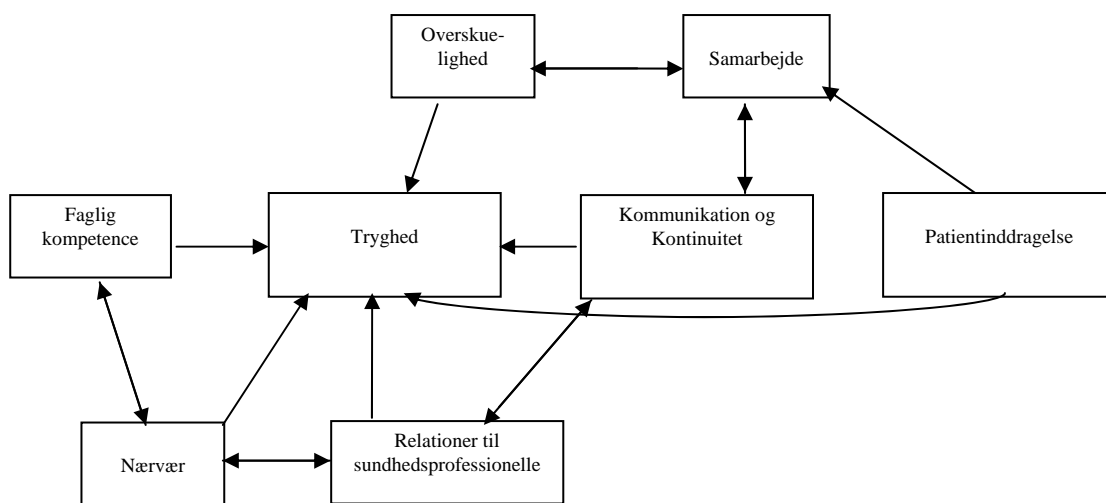 Overskue-
lighed
Samarbejde
Faglig
kompetence
Tryghed
Kommunikation og
Kontinuitet
Patientinddragelse
Nærvær
Relationer til
sundhedsprofessionelle